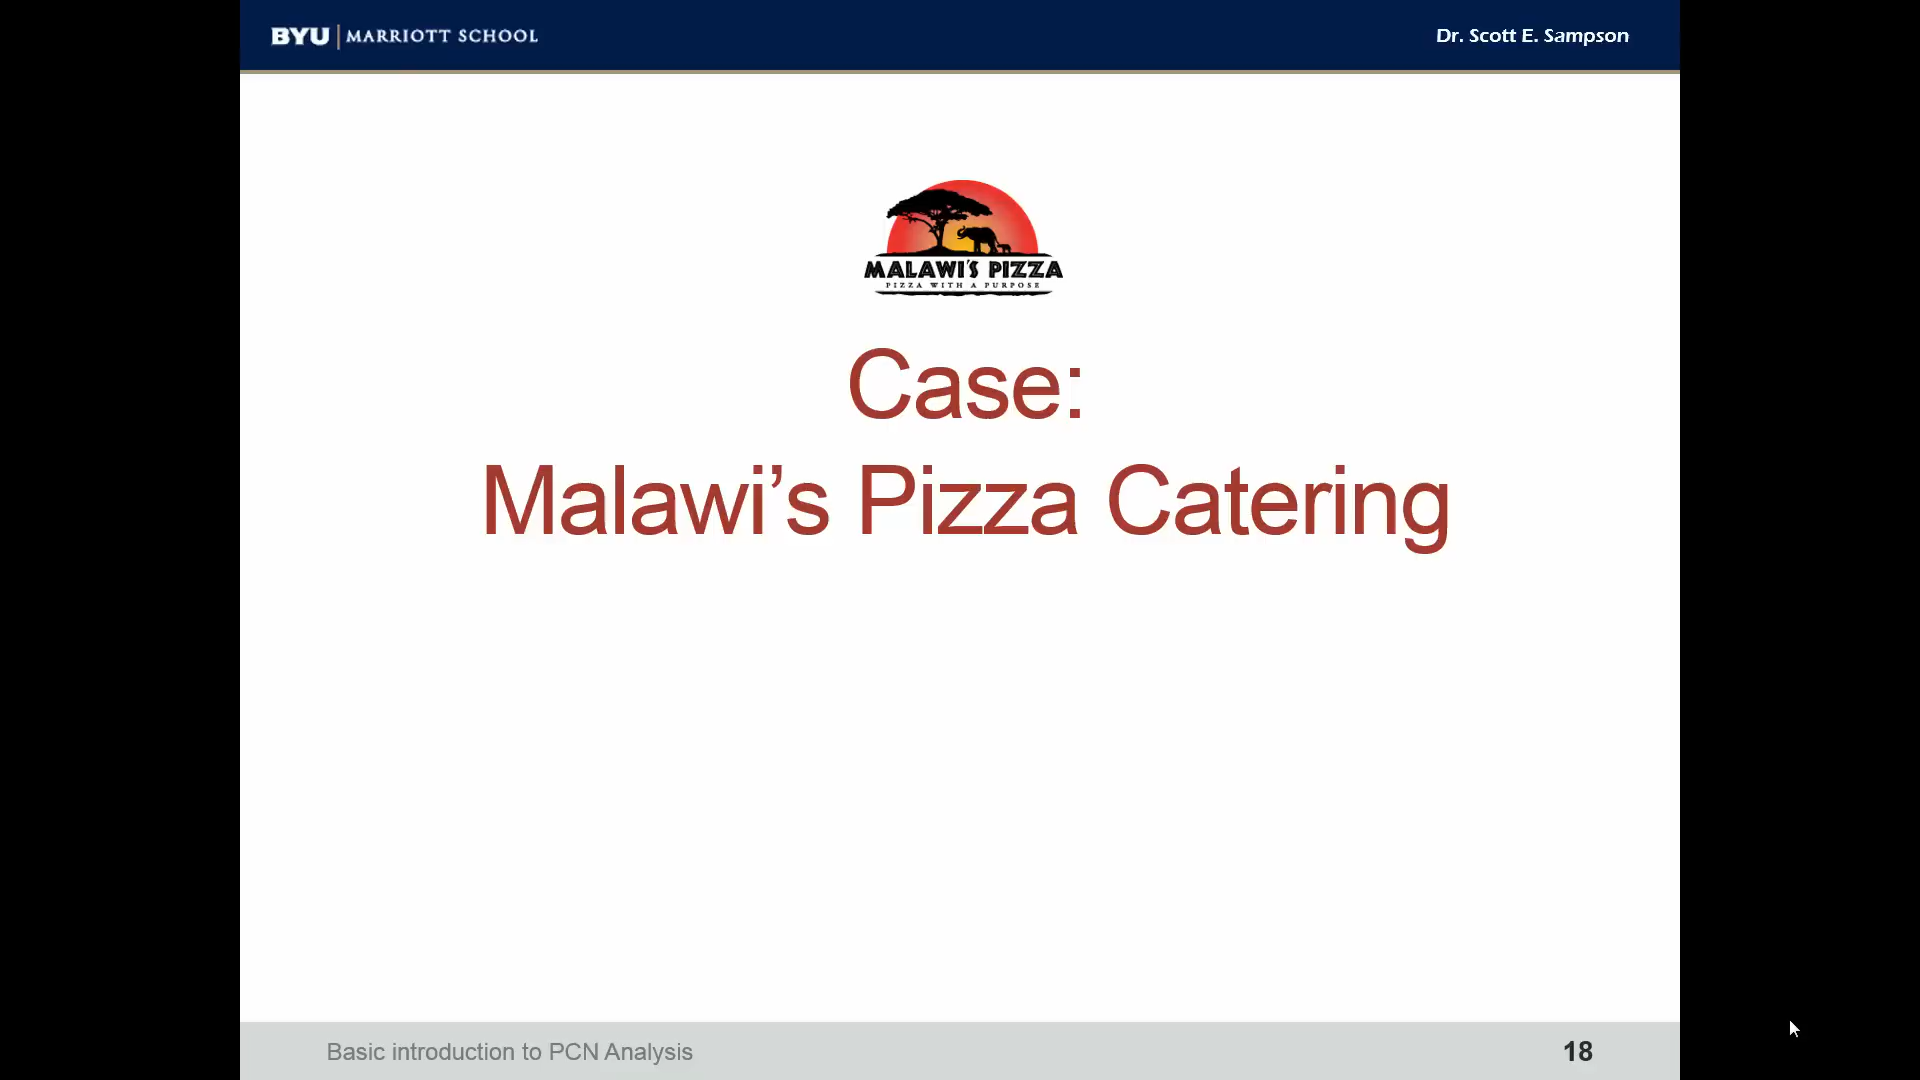 BYU | MARRIOTT SCHOOL
Dr. Scott E. Sampson
MALAWI'S PIZZA
PIZZA WITH A PURPOSE
Case:
Malawi’s Pizza Catering
Basic introduction to PCN Analysis
18